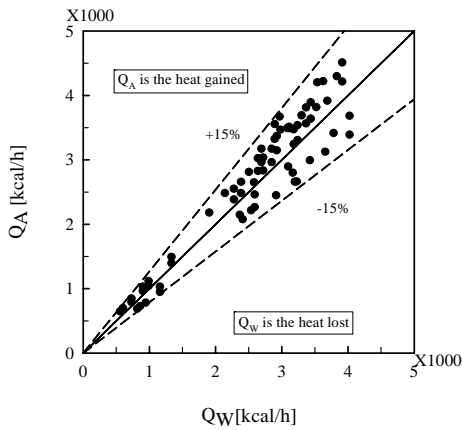 X1000
5
4
3
2
1
0
Q_A [kcal/h]
Q_A is the heat gained
+15%
-15%
Q_W is the heat lost
0 1 2 3 4 5
X1000
Q_W[kcal/h]